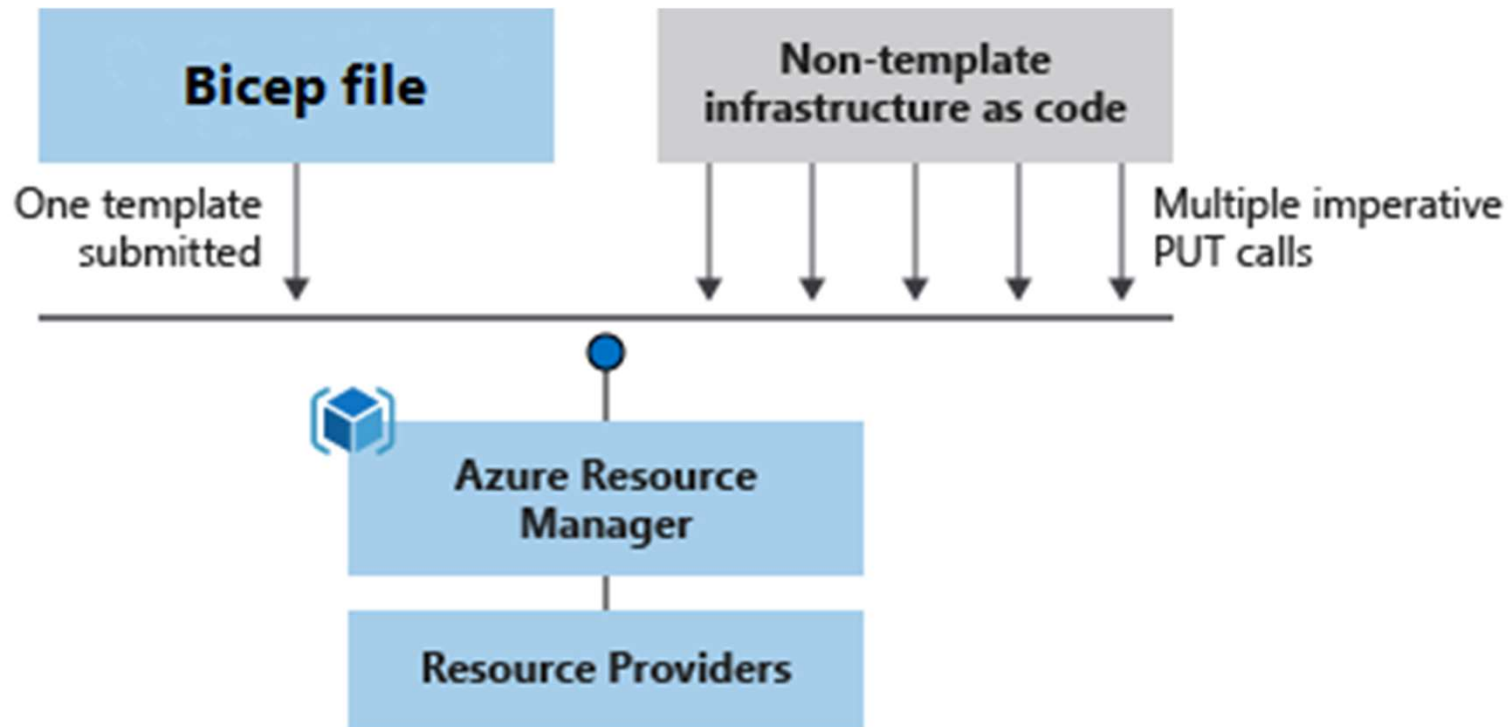 Bicep file
Non-template
infrastructure as code
One template
submitted
Multiple imperative
PUT calls
Azure Resource
Manager
Resource Providers